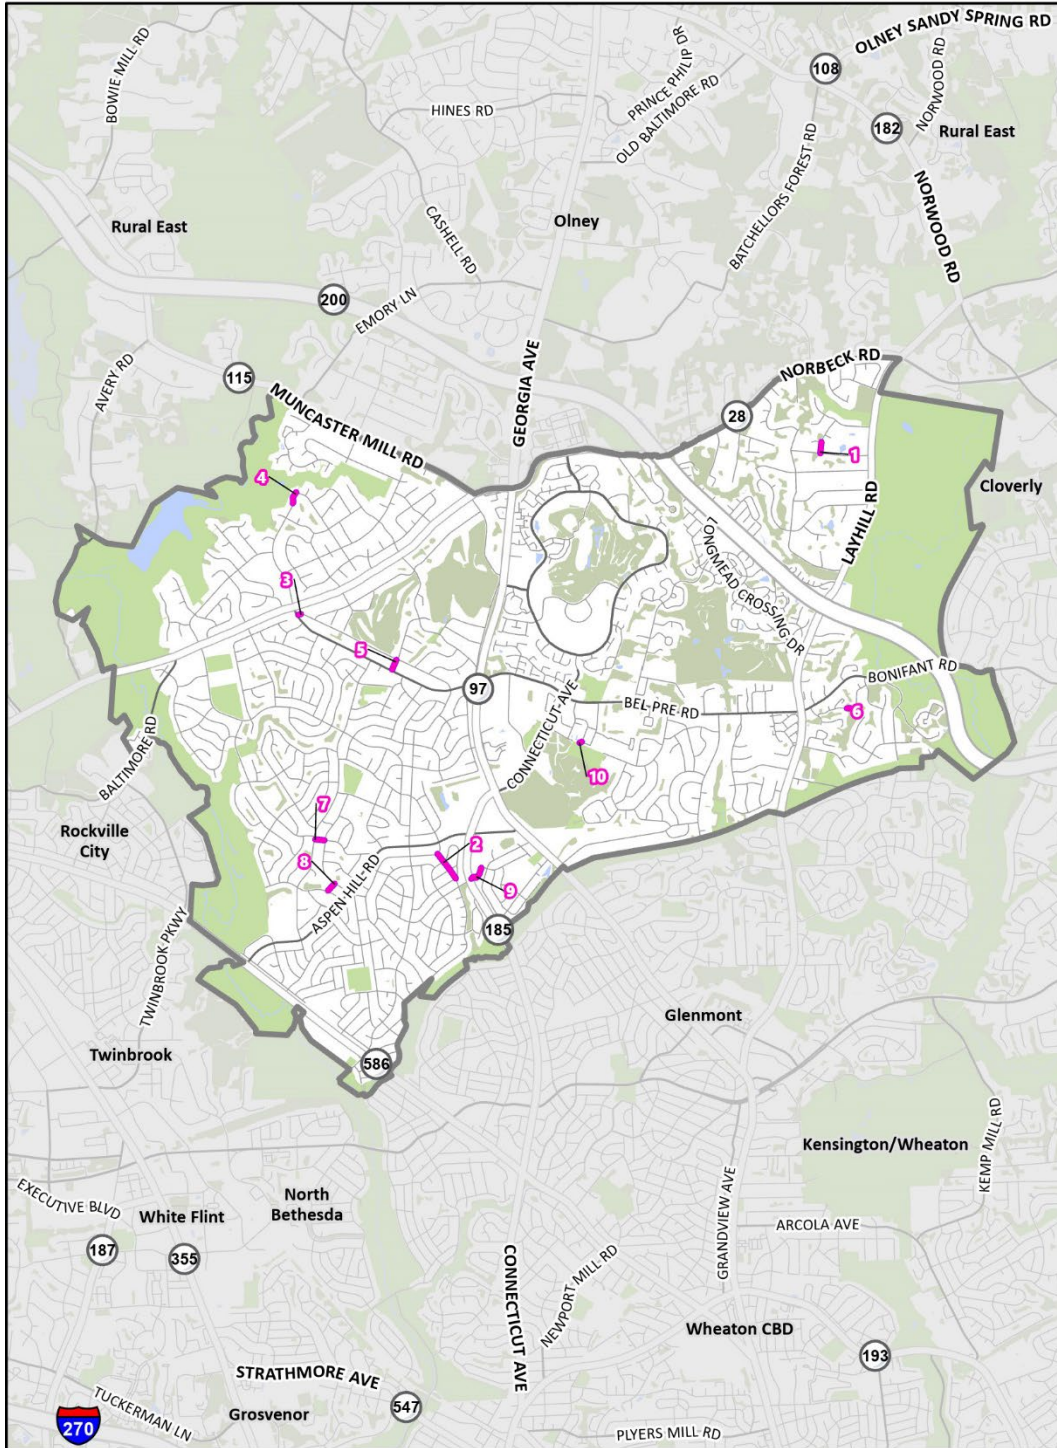 OLNEY SANDY SPRING RD
BOWIE MILL RD
PRINCE PHILIP DR
108
NORWOOD RD
HINES RD
OLD BALTIMORE RD
182
Rural East
BATCHELLORS FOREST RD
NORWOOD RD
Rural East
Olney
CASHELL RD
200
EMORY LN
AVERY RD
115
GEORGIA AVE
NORBECK RD
MUNCASTER MILL RD
28
1
4
Cloverly
LAYHILL RD
LONGMEAD CROSSING DR
3
5
97
BONIFANT RD
CONNECTICUT AVE
BEL PRE RD
6
BALTIMORE RD
10
7
Rockville
City
2
8
9
ASPEN HILL RD
185
TWINBROOK PKWY
Glenmont
Twinbrook
586
Kensington/Wheaton
KEMP MILL RD
EXECUTIVE BLVD
North
Bethesda
White Flint
GRANDVIEW AVE
ARCOLA AVE
187
355
CONNECTICUT AVE
NEWPORT MILL RD
Wheaton CBD
193
STRATHMORE AVE
TUCKERMAN LN
Grosvenor
547
270
PLYERS MILL RD